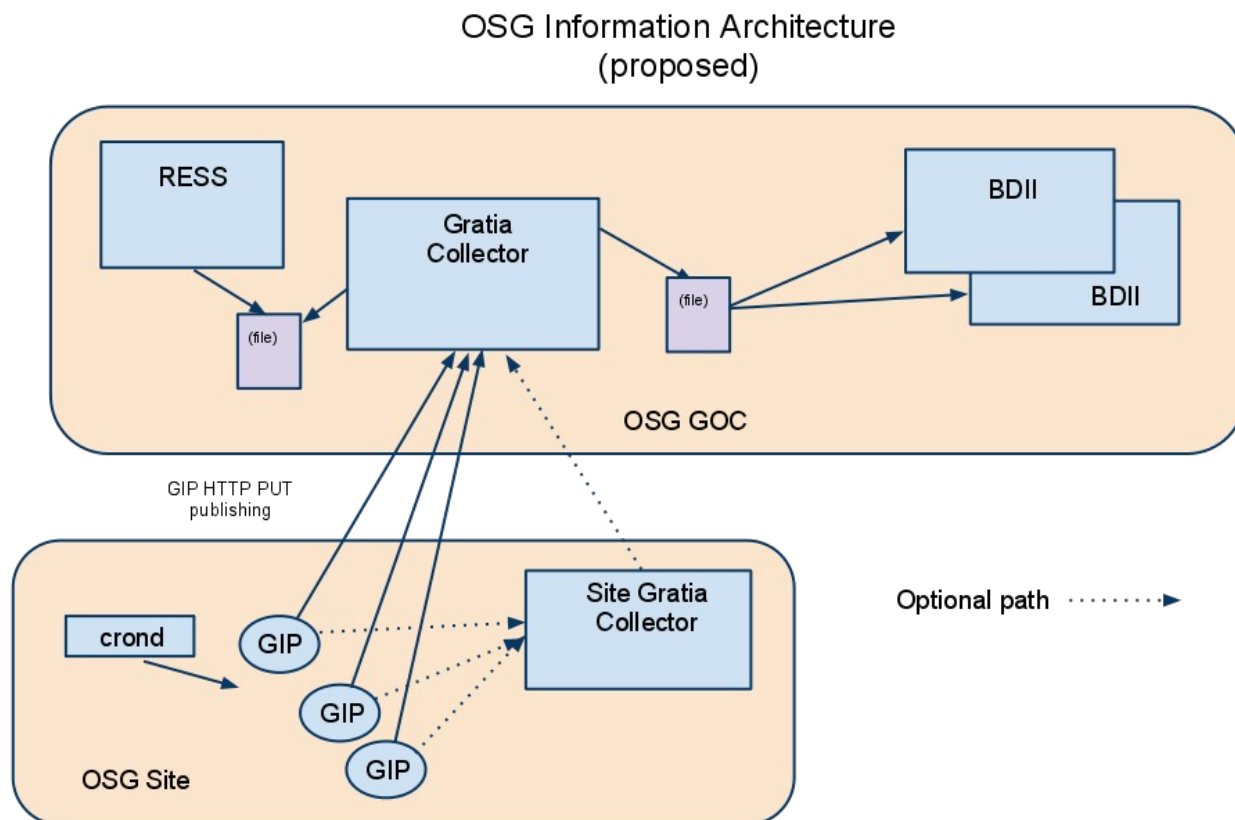 OSG Information Architecture
(proposed)
RESS
Gratia
Collector
BDII
BDII
(file)
(file)
OSG GOC
GIP HTTP PUT
publishing
Site Gratia
Collector
Optional path
crond
GIP
GIP
GIP
OSG Site